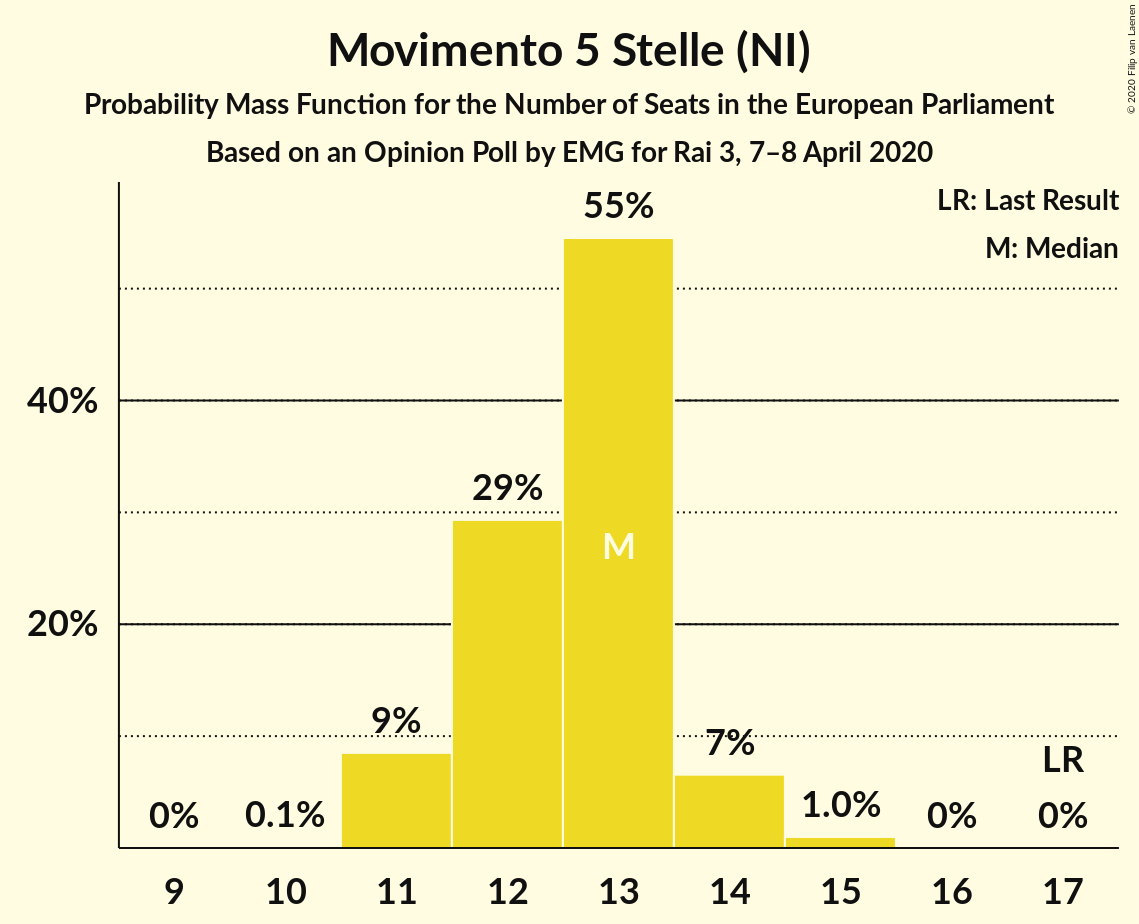 Movimento 5 Stelle (NI)
Probability Mass Function for the Number of Seats in the European Parliament
Based on an Opinion Poll by EMG for Rai 3, 7–8 April 2020
© 2020 Filip van Laenen
LR: Last Result
M: Median
55%
40%
29%
M
20%
9%
7%
LR
0%
0.1%
1.0%
0%
0%
9 10 11 12 13 14 15 16 17